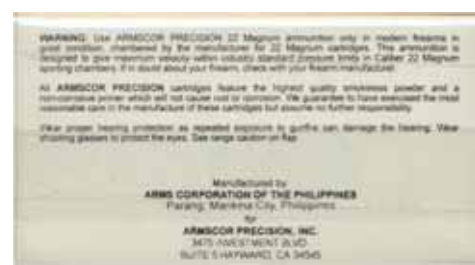 WARNING: Use ARMSCOR PRECISION 22 Magnum ammunition only in modern firearms in
good condition, chambered by the manufacturer for 22 Magnum cartridges. This ammunition is
designed to give maximum velocity within industry standard pressure limits in Caliber 22 Magnum
sporting chambers. If in doubt about your firearm, check with your firearm manufacturer.
All ARMSCOR PRECISION cartridges feature the highest quality smokeless powder and a
non-corrosive primer which will not cause rust or corrosion. We guarantee to have exercised the most
reasonable care in the manufacture of these cartridges but assume no further responsibility.
Wear proper hearing protection as repeated exposure to gunfire can damage the hearing. Wear
shooting glasses to protect the eyes. See range caution on flap
Manufactured by
ARMS CORPORATION OF THE PHILIPPINES
Parang, Marikina City, Philippines
for
ARMSCOR PRECISION, INC.
3475 INVESTMENT BLVD.
SUITE 5 HAYWARD, CA 94545